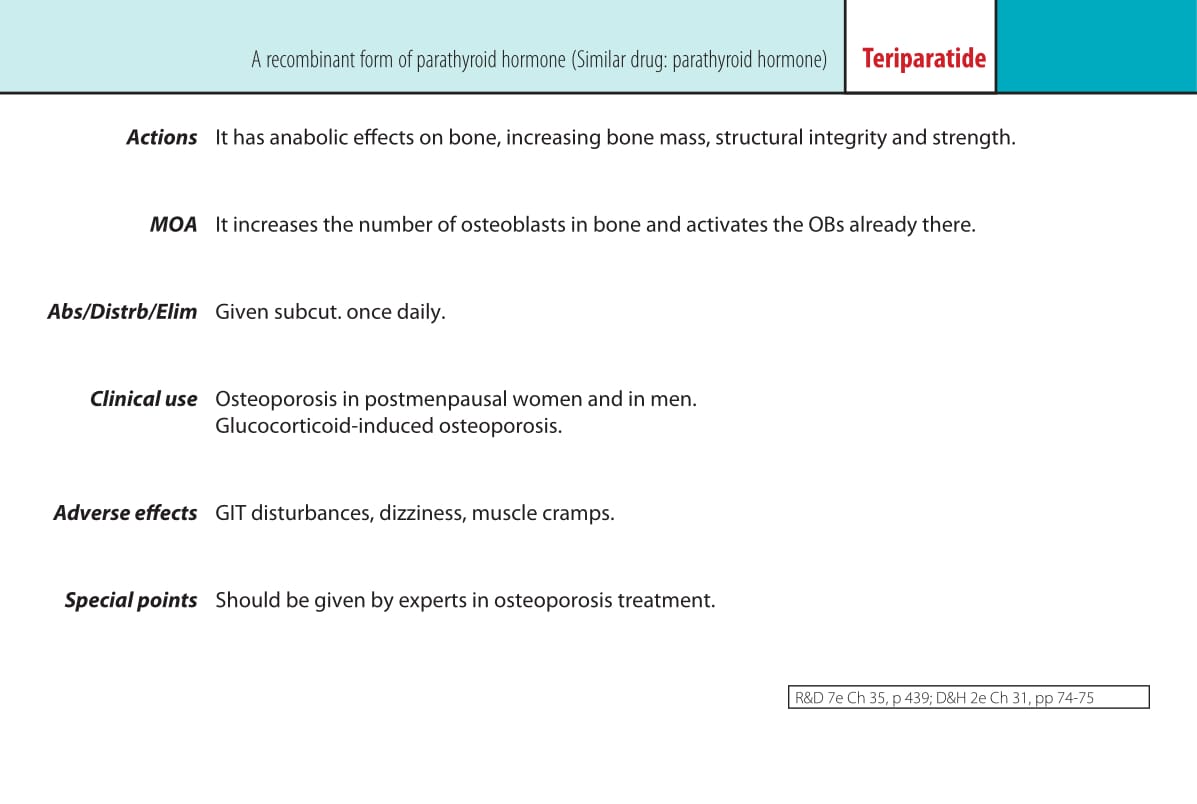 A recombinant form of parathyroid hormone (Similar drug: parathyroid hormone) Teriparatide
Actions It has anabolic effects on bone, increasing bone mass, structural integrity and strength.
MOA It increases the number of osteoblasts in bone and activates the OBs already there.
Abs/Distrb/Elim Given subcut. once daily.
Clinical use Osteoporosis in postmenpausal women and in men.
Glucocorticoid-induced osteoporosis.
Adverse effects GIT disturbances, dizziness, muscle cramps.
Special points Should be given by experts in osteoporosis treatment.
R&D 7e Ch 35, p 439; D&H 2e Ch 31, pp 74-75